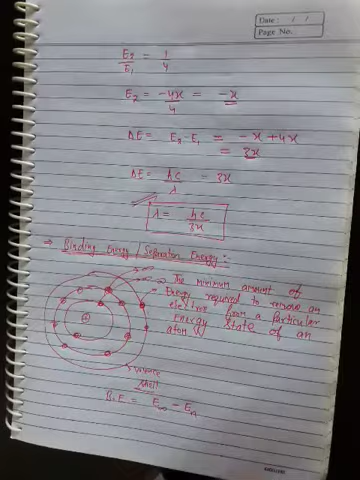 Date : / /
Page No.
E₂/E₁ = 1/4
E₂ = -4x/4 = -x
ΔE = E₂ - E₁ = -x + 4x
= 3x
ΔE = hc/λ = 3x
λ = hc/3x
⇒ Binding Energy / Separation Energy :-
The minimum amount of
Energy required to remove an
electron from a particular
Energy state of an
atom
Valence
Shell
B.E = E∞ - En